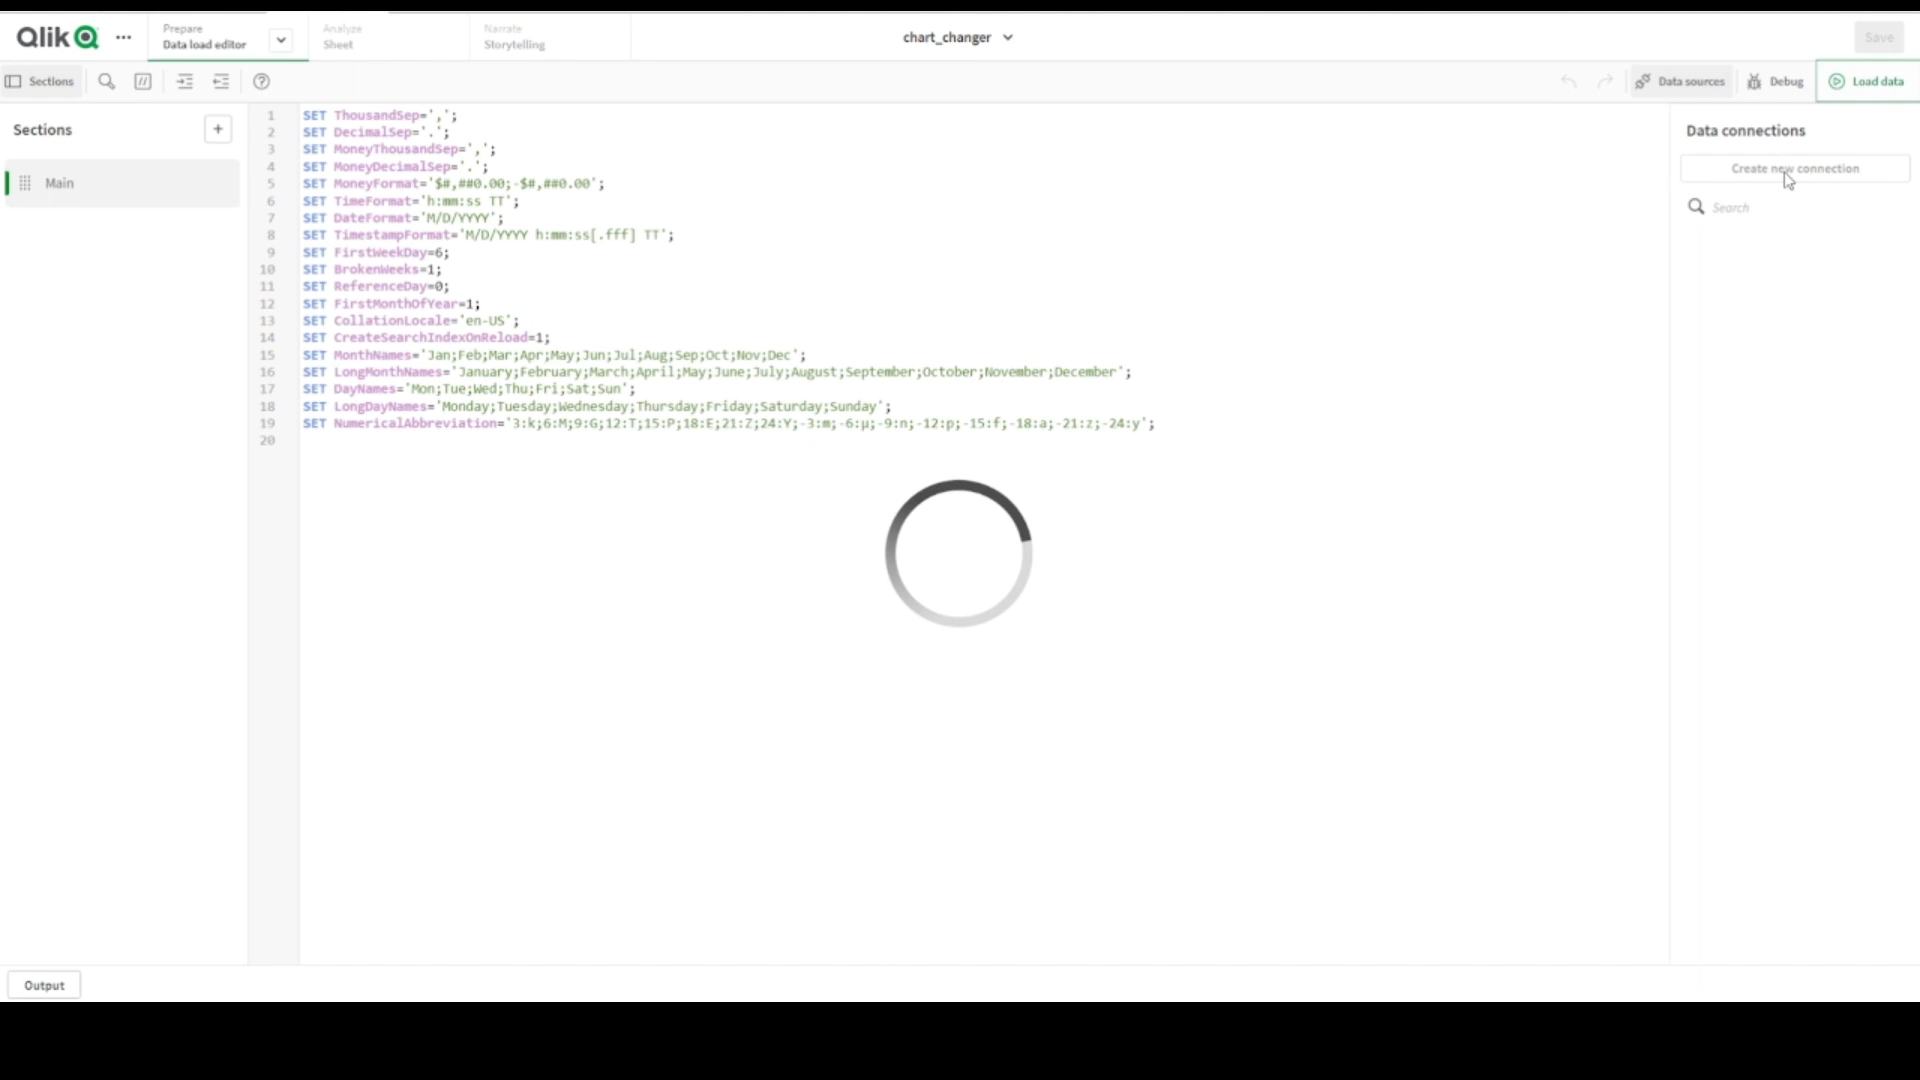 Qlik
Prepare
Data load editor
Analyze
Sheet
Narrate
Storytelling
chart_changer
Save
Sections
Data sources
Debug
Load data
Sections
+
Main
1 SET ThousandSep=',';
2 SET DecimalSep='.';
3 SET MoneyThousandSep=',';
4 SET MoneyDecimalSep='.';
5 SET MoneyFormat='$#,##0.00;-$#,##0.00';
6 SET TimeFormat='h:mm:ss TT';
7 SET DateFormat='M/D/YYYY';
8 SET TimestampFormat='M/D/YYYY h:mm:ss[.fff] TT';
9 SET FirstWeekDay=6;
10 SET BrokenWeeks=1;
11 SET ReferenceDay=0;
12 SET FirstMonthOfYear=1;
13 SET CollationLocale='en-US';
14 SET CreateSearchIndexOnReload=1;
15 SET MonthNames='Jan;Feb;Mar;Apr;May;Jun;Jul;Aug;Sep;Oct;Nov;Dec';
16 SET LongMonthNames='January;February;March;April;May;June;July;August;September;October;November;December';
17 SET DayNames='Mon;Tue;Wed;Thu;Fri;Sat;Sun';
18 SET LongDayNames='Monday;Tuesday;Wednesday;Thursday;Friday;Saturday;Sunday';
19 SET NumericalAbbreviation='3:k;6:M;9:G;12:T;15:P;18:E;21:Z;24:Y;-3:m;-6:μ;-9:n;-12:p;-15:f;-18:a;-21:z;-24:y';
20
Data connections
Create new connection
Search
Output